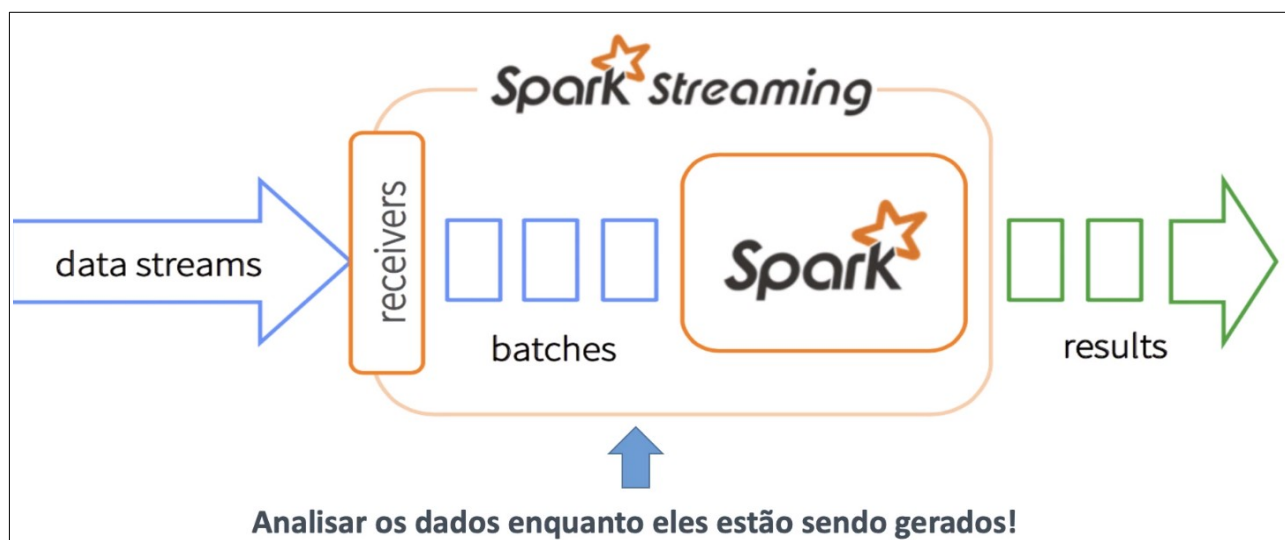 Spark Streaming
data streams
receivers
batches
Spark
results
Analisar os dados enquanto eles estão sendo gerados!